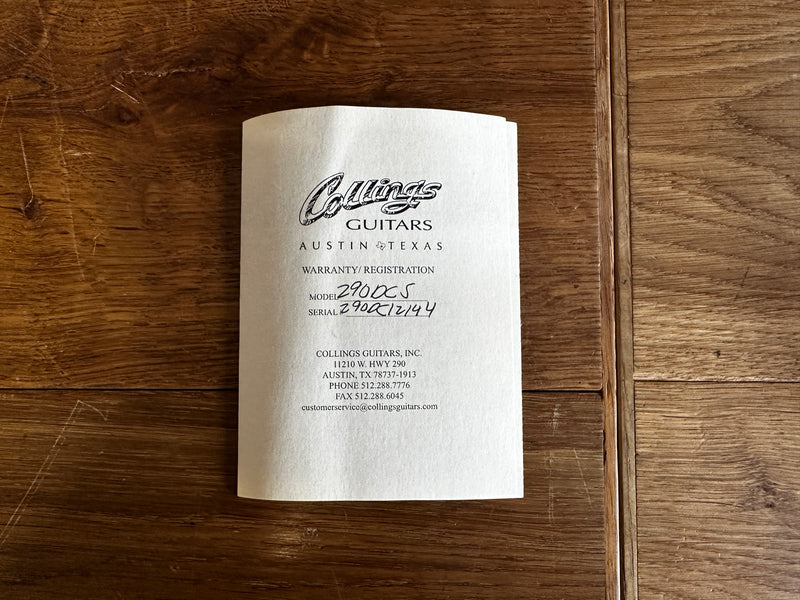 Collings
GUITARS
AUSTIN TEXAS
WARRANTY/ REGISTRATION
MODEL 290DCS
SERIAL 290DC12144
COLLINGS GUITARS, INC.
11210 W. HWY 290
AUSTIN, TX 78737-1913
PHONE 512.288.7776
FAX 512.288.6045
customerservice@collingsguitars.com